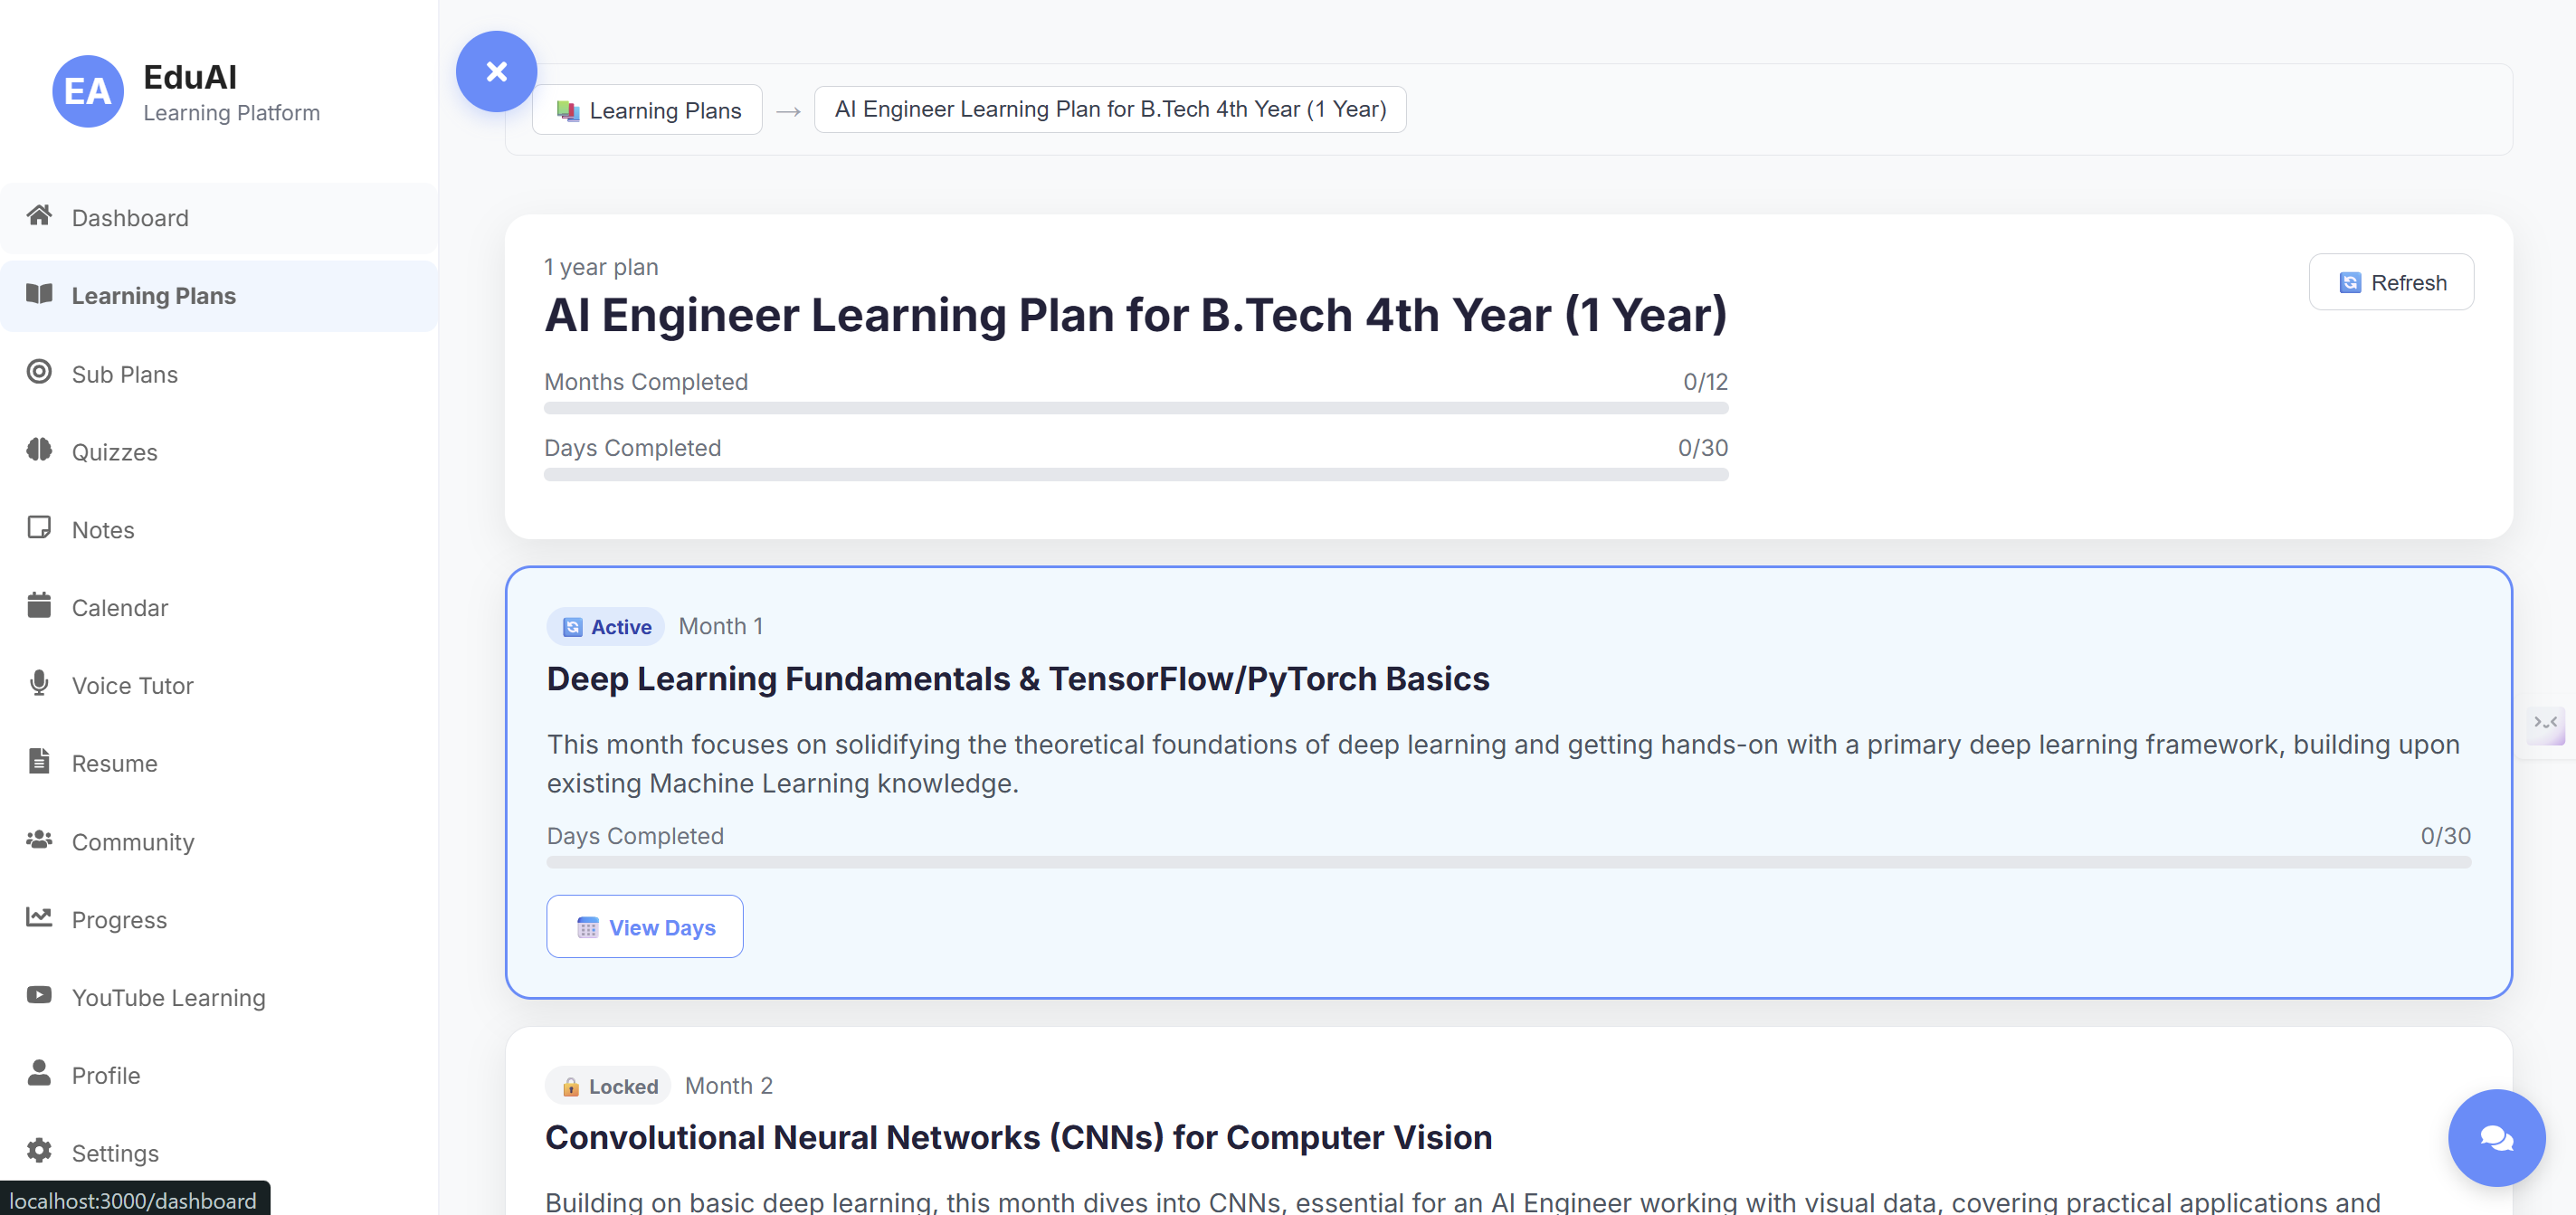 EA
EduAI
Learning Platform
Dashboard
Learning Plans
Sub Plans
Quizzes
Notes
Calendar
Voice Tutor
Resume
Community
Progress
YouTube Learning
Profile
Settings
localhost:3000/dashboard
Learning Plans → AI Engineer Learning Plan for B.Tech 4th Year (1 Year)
1 year plan
Refresh
AI Engineer Learning Plan for B.Tech 4th Year (1 Year)
Months Completed 0/12
Days Completed 0/30
Active Month 1
Deep Learning Fundamentals & TensorFlow/PyTorch Basics
This month focuses on solidifying the theoretical foundations of deep learning and getting hands-on with a primary deep learning framework, building upon
existing Machine Learning knowledge.
Days Completed 0/30
View Days
Locked Month 2
Convolutional Neural Networks (CNNs) for Computer Vision
Building on basic deep learning, this month dives into CNNs, essential for an AI Engineer working with visual data, covering practical applications and